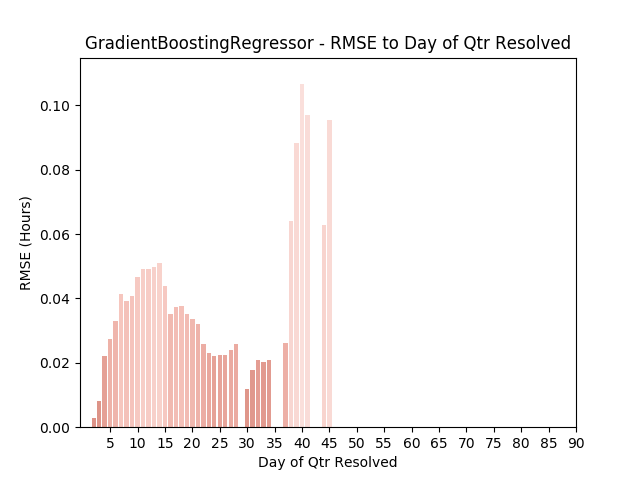 GradientBoostingRegressor - RMSE to Day of Qtr Resolved
0.10
0.08
0.06
0.04
0.02
0.00
RMSE (Hours)
5 10 15 20 25 30 35 40 45 50 55 60 65 70 75 80 85 90
Day of Qtr Resolved